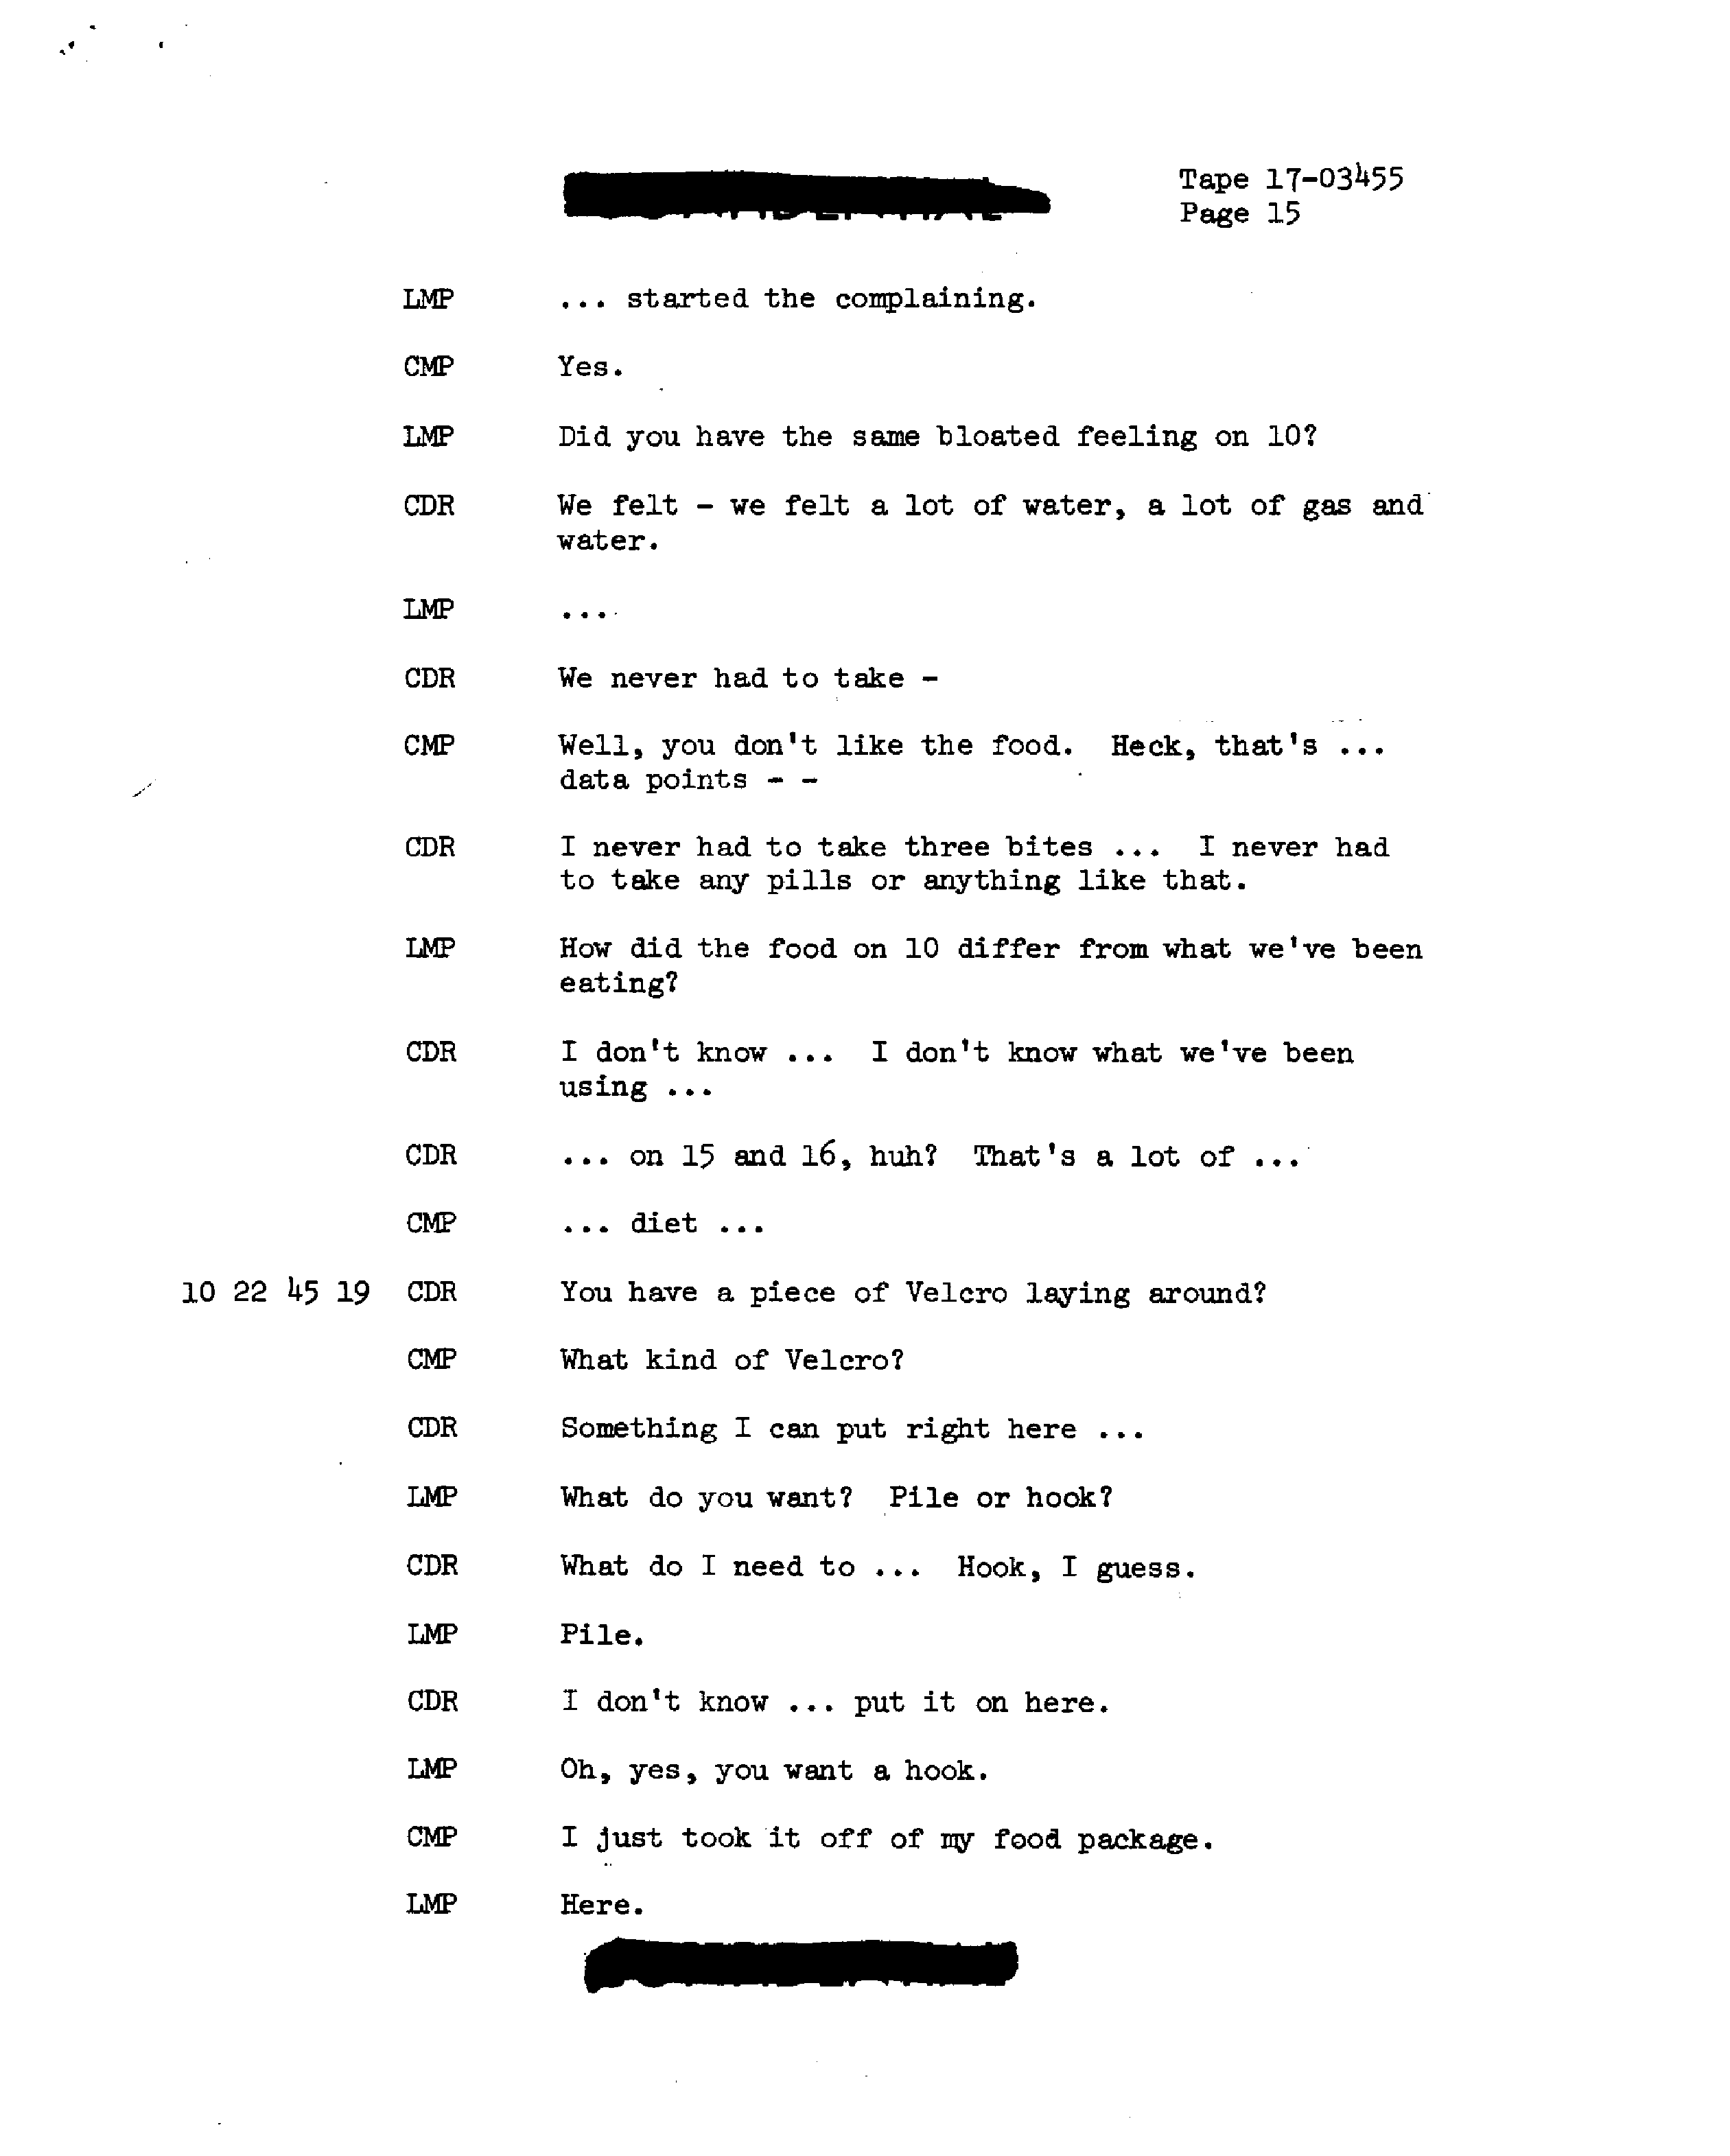 Tape 17-03455
Page 15
LMP ... started the complaining.
CMP Yes.
LMP Did you have the same bloated feeling on 10?
CDR We felt - we felt a lot of water, a lot of gas and
water.
LMP ...
CDR We never had to take -
CMP Well, you don't like the food. Heck, that's ...
data points - -
CDR I never had to take three bites ... I never had
to take any pills or anything like that.
LMP How did the food on 10 differ from what we've been
eating?
CDR I don't know ... I don't know what we've been
using ...
CDR ... on 15 and 16, huh? That's a lot of ...
CMP ... diet ...
10 22 45 19 CDR You have a piece of Velcro laying around?
CMP What kind of Velcro?
CDR Something I can put right here ...
LMP What do you want? Pile or hook?
CDR What do I need to ... Hook, I guess.
LMP Pile.
CDR I don't know ... put it on here.
LMP Oh, yes, you want a hook.
CMP I just took it off of my food package.
LMP Here.